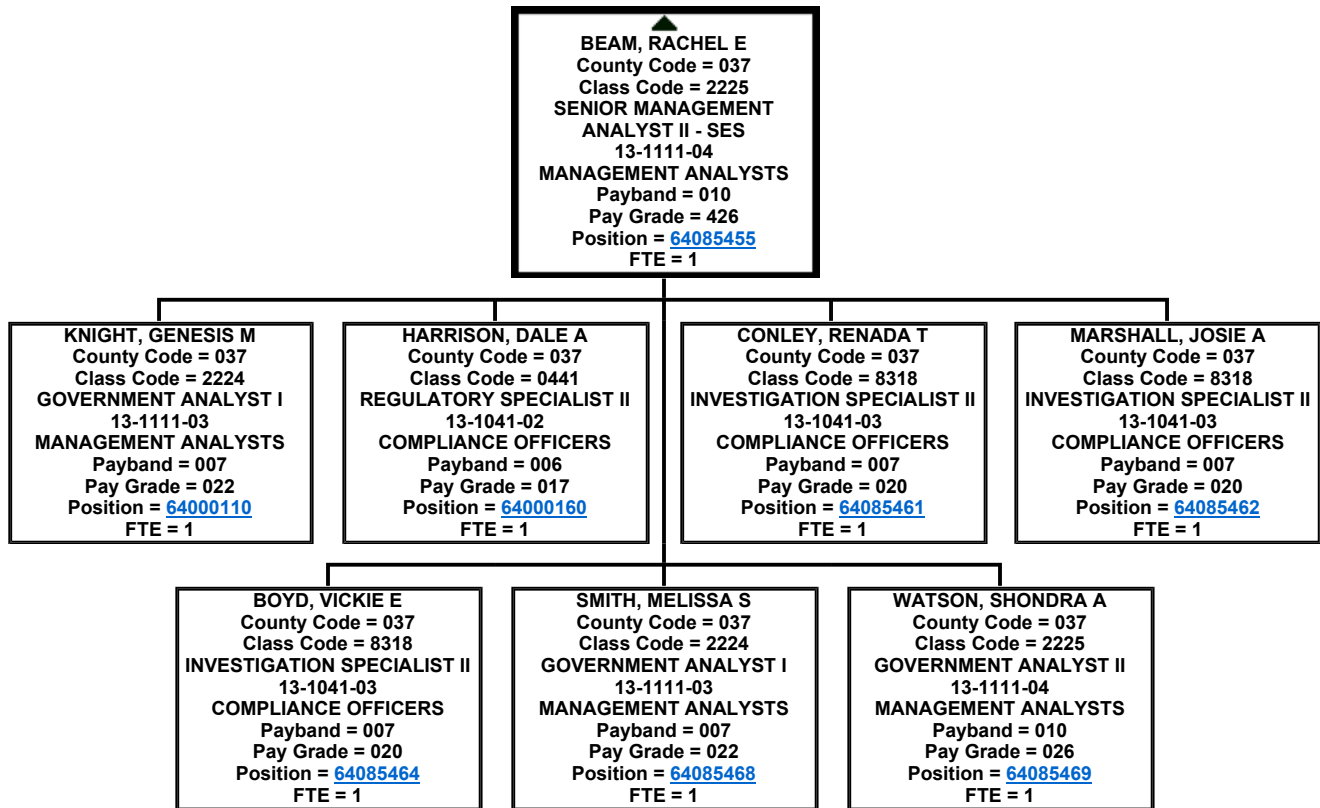 BEAM, RACHEL E
County Code = 037
Class Code = 2225
SENIOR MANAGEMENT
ANALYST II - SES
13-1111-04
MANAGEMENT ANALYSTS
Payband = 010
Pay Grade = 426
Position = 64085455
FTE = 1
KNIGHT, GENESIS M
County Code = 037
Class Code = 2224
GOVERNMENT ANALYST I
13-1111-03
MANAGEMENT ANALYSTS
Payband = 007
Pay Grade = 022
Position = 64000110
FTE = 1
HARRISON, DALE A
County Code = 037
Class Code = 0441
REGULATORY SPECIALIST II
13-1041-02
COMPLIANCE OFFICERS
Payband = 006
Pay Grade = 017
Position = 64000160
FTE = 1
CONLEY, RENADA T
County Code = 037
Class Code = 8318
INVESTIGATION SPECIALIST II
13-1041-03
COMPLIANCE OFFICERS
Payband = 007
Pay Grade = 020
Position = 64085461
FTE = 1
MARSHALL, JOSIE A
County Code = 037
Class Code = 8318
INVESTIGATION SPECIALIST II
13-1041-03
COMPLIANCE OFFICERS
Payband = 007
Pay Grade = 020
Position = 64085462
FTE = 1
BOYD, VICKIE E
County Code = 037
Class Code = 8318
INVESTIGATION SPECIALIST II
13-1041-03
COMPLIANCE OFFICERS
Payband = 007
Pay Grade = 020
Position = 64085464
FTE = 1
SMITH, MELISSA S
County Code = 037
Class Code = 2224
GOVERNMENT ANALYST I
13-1111-03
MANAGEMENT ANALYSTS
Payband = 007
Pay Grade = 022
Position = 64085468
FTE = 1
WATSON, SHONDRA A
County Code = 037
Class Code = 2225
GOVERNMENT ANALYST II
13-1111-04
MANAGEMENT ANALYSTS
Payband = 010
Pay Grade = 026
Position = 64085469
FTE = 1